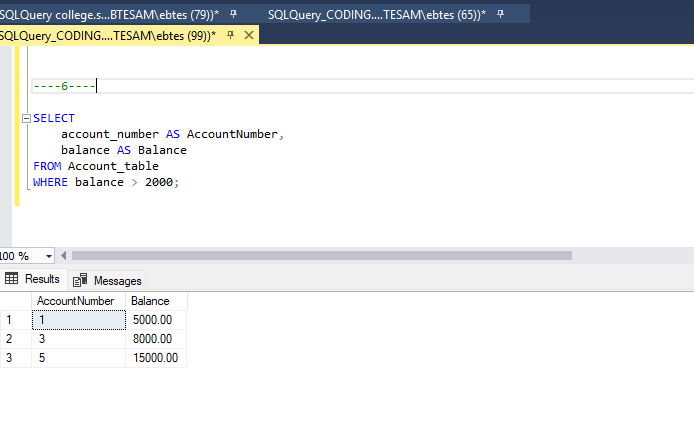 SQLQuery college.s...BTESAM\ebtes (79))* SQLQuery_CODING....TESAM\ebtes (65))*
SQLQuery_CODING....TESAM\ebtes (99))*
----6----
SELECT
account_number AS AccountNumber,
balance AS Balance
FROM Account_table
WHERE balance > 2000;
100 %
Results Messages
AccountNumber Balance
1 1 5000.00
2 3 8000.00
3 5 15000.00